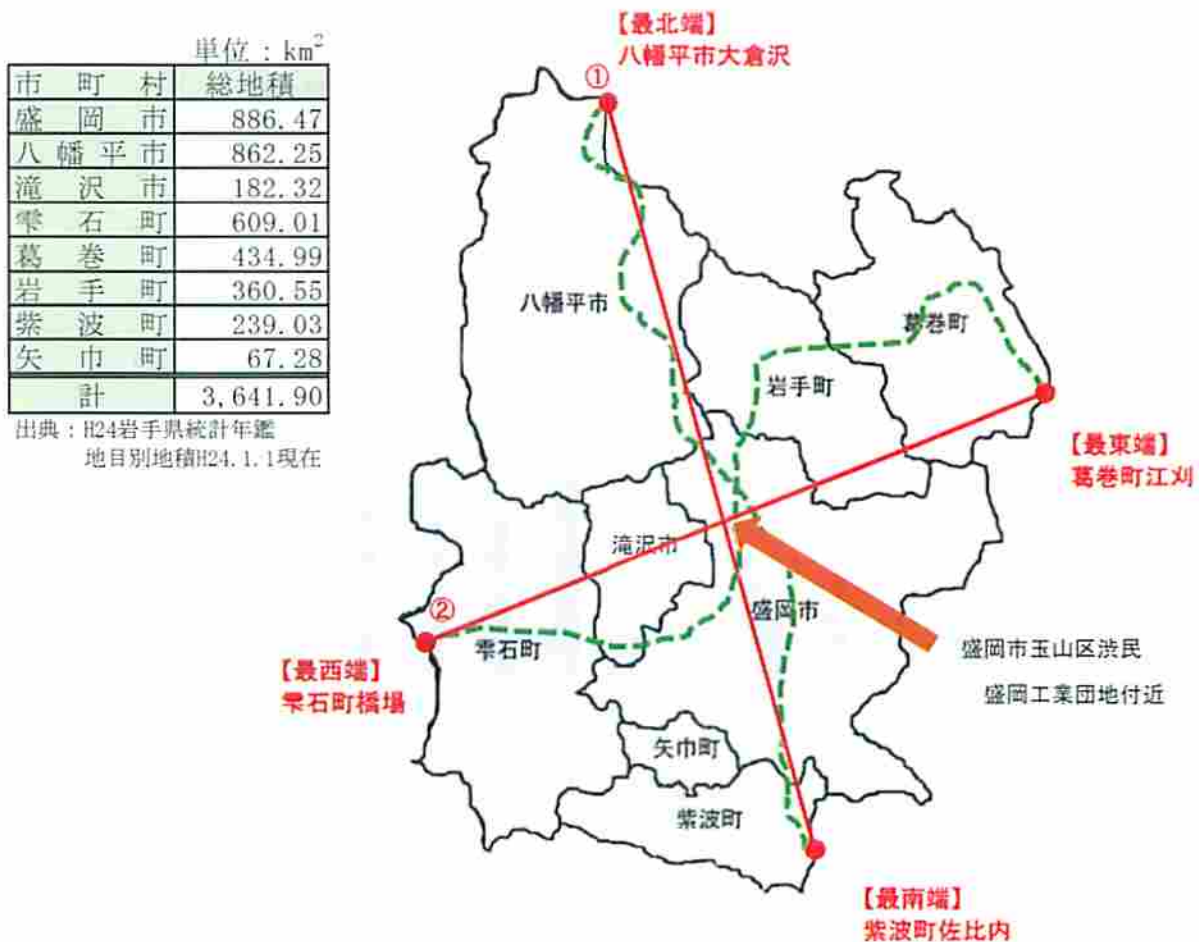 単位：km²
市町村 総地積
盛岡市 886.47
八幡平市 862.25
滝沢市 182.32
雫石町 609.01
葛巻町 434.99
岩手町 360.55
紫波町 239.03
矢巾町 67.28
計 3,641.90
出典：H24岩手県統計年鑑
地目別地積H24.1.1現在
【最北端】
八幡平市大倉沢
①
八幡平市
葛巻町
岩手町
【最東端】
葛巻町江刈
滝沢市
②
盛岡市
雫石町
【最西端】
雫石町橋場
盛岡市玉山区渋民
盛岡工業団地付近
矢巾町
紫波町
【最南端】
紫波町佐比内